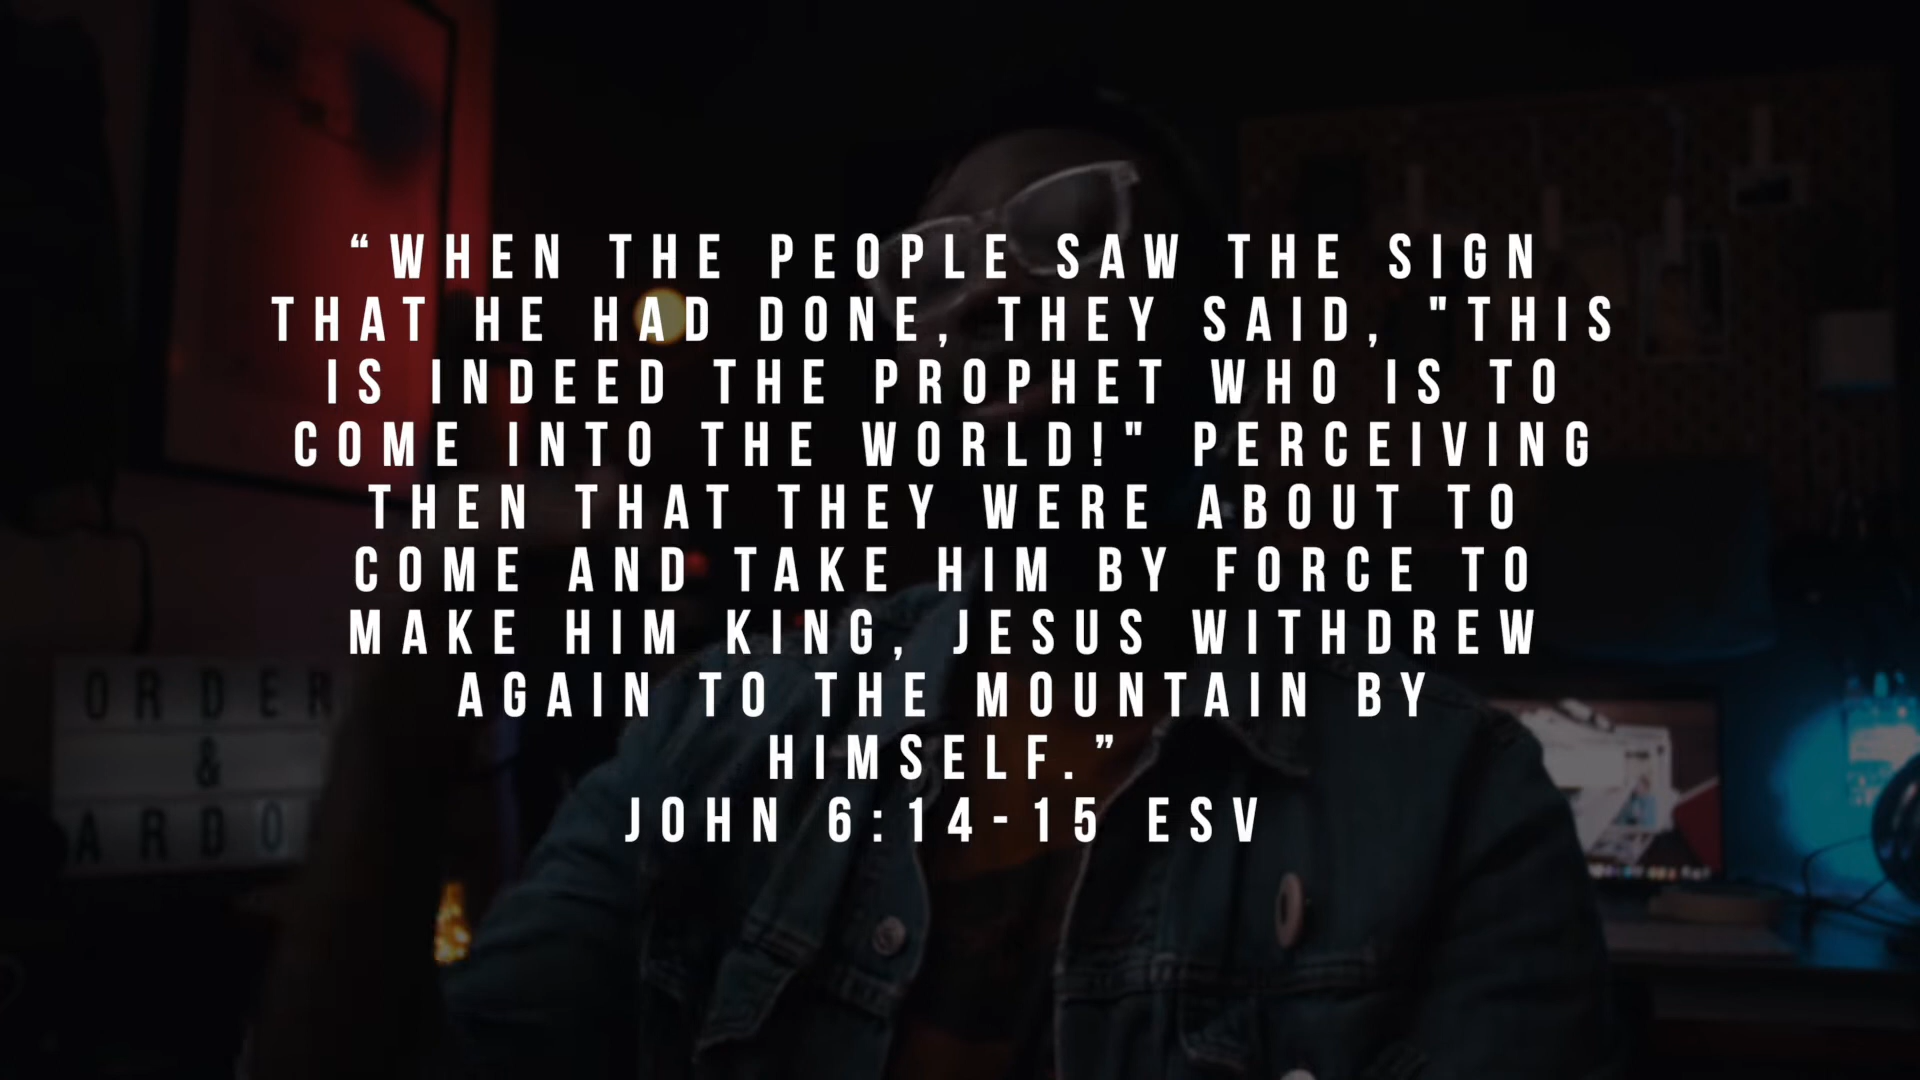 “WHEN THE PEOPLE SAW THE SIGN
THAT HE HAD DONE, THEY SAID, "THIS
IS INDEED THE PROPHET WHO IS TO
COME INTO THE WORLD!" PERCEIVING
THEN THAT THEY WERE ABOUT TO
COME AND TAKE HIM BY FORCE TO
MAKE HIM KING, JESUS WITHDREW
AGAIN TO THE MOUNTAIN BY
HIMSELF.”
JOHN 6:14-15 ESV
ORDER
&
ARDO